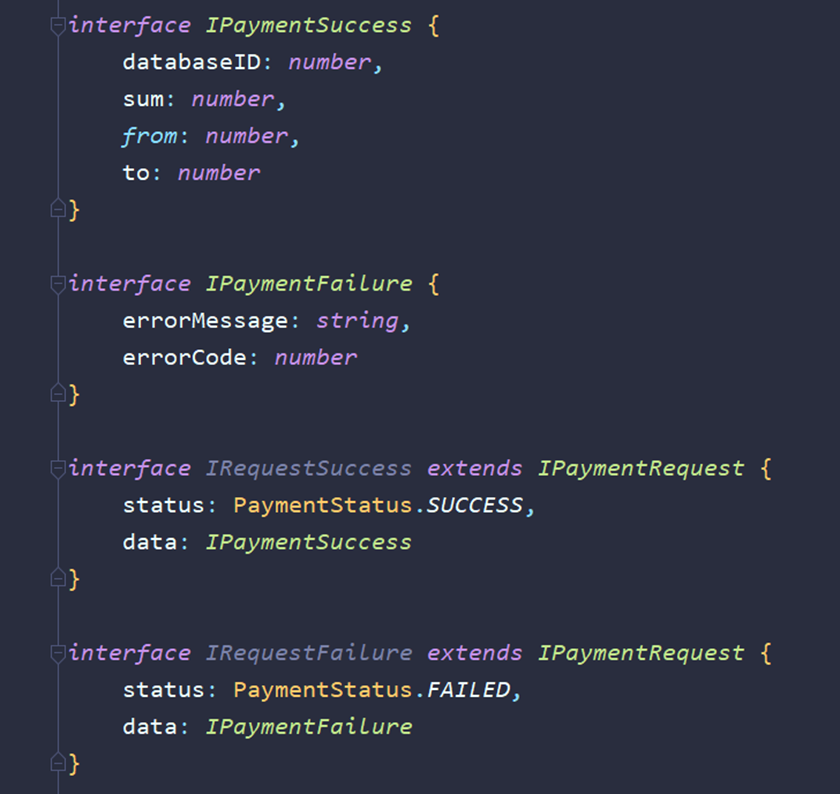 interface IPaymentSuccess {
    databaseID: number,
    sum: number,
    from: number,
    to: number
}
interface IPaymentFailure {
    errorMessage: string,
    errorCode: number
}
interface IRequestSuccess extends IPaymentRequest {
    status: PaymentStatus.SUCCESS,
    data: IPaymentSuccess
}
interface IRequestFailure extends IPaymentRequest {
    status: PaymentStatus.FAILED,
    data: IPaymentFailure
}